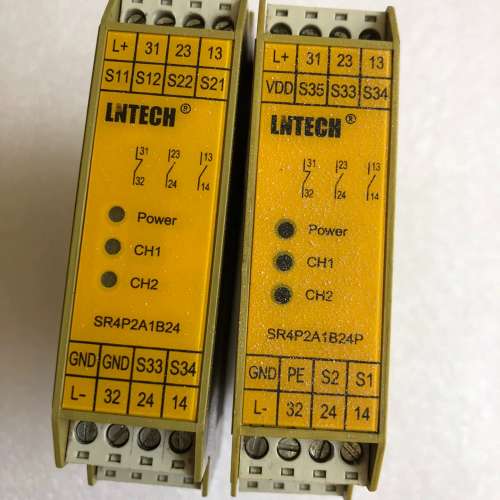 L+ 31 23 13
S11 S12 S22 S21
LNTECH ®
31 23 13
32 24 14
Power
CH1
CH2
SR4P2A1B24
GND GND S33 S34
L- 32 24 14
L+ 31 23 13
VDD S35 S33 S34
LNTECH ®
31 23 13
32 24 14
Power
CH1
CH2
SR4P2A1B24P
GND PE S2 S1
L- 32 24 14